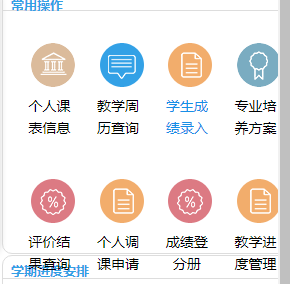 常用操作
个人课 教学周 学生成 专业培
表信息 历查询 绩录入 养方案
评价结 个人调 成绩登 教学进
果查询 课申请 分册 度管理
学期进度安排